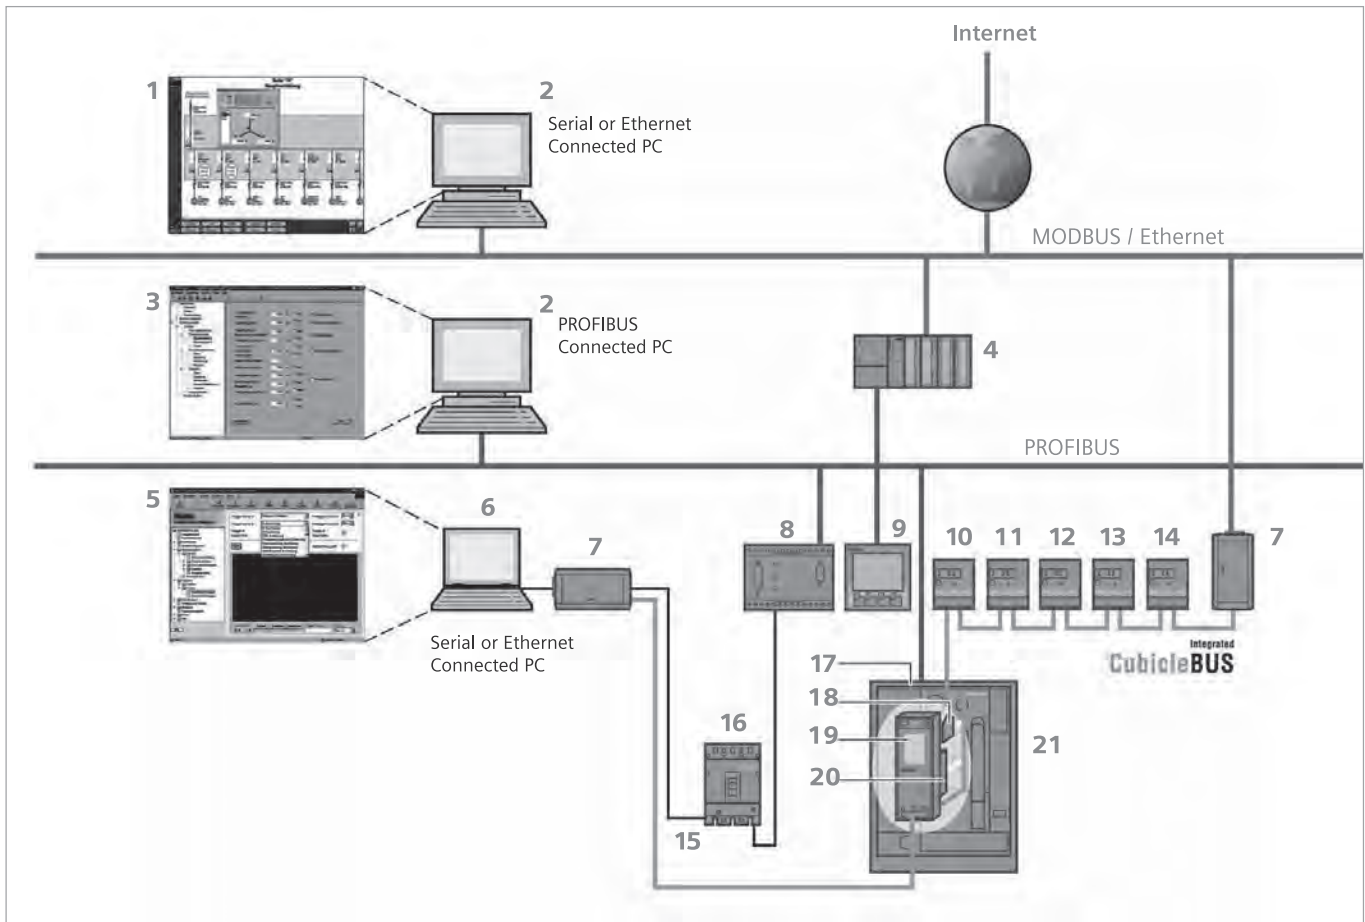 Internet
1
2
Serial or Ethernet
Connected PC
MODBUS / Ethernet
3
2
PROFIBUS
Connected PC
4
PROFIBUS
5
6
7
8
9
10
11
12
13
14
7
Serial or Ethernet
Connected PC
Integrated
CubicleBUS
17
18
16
19
21
20
15